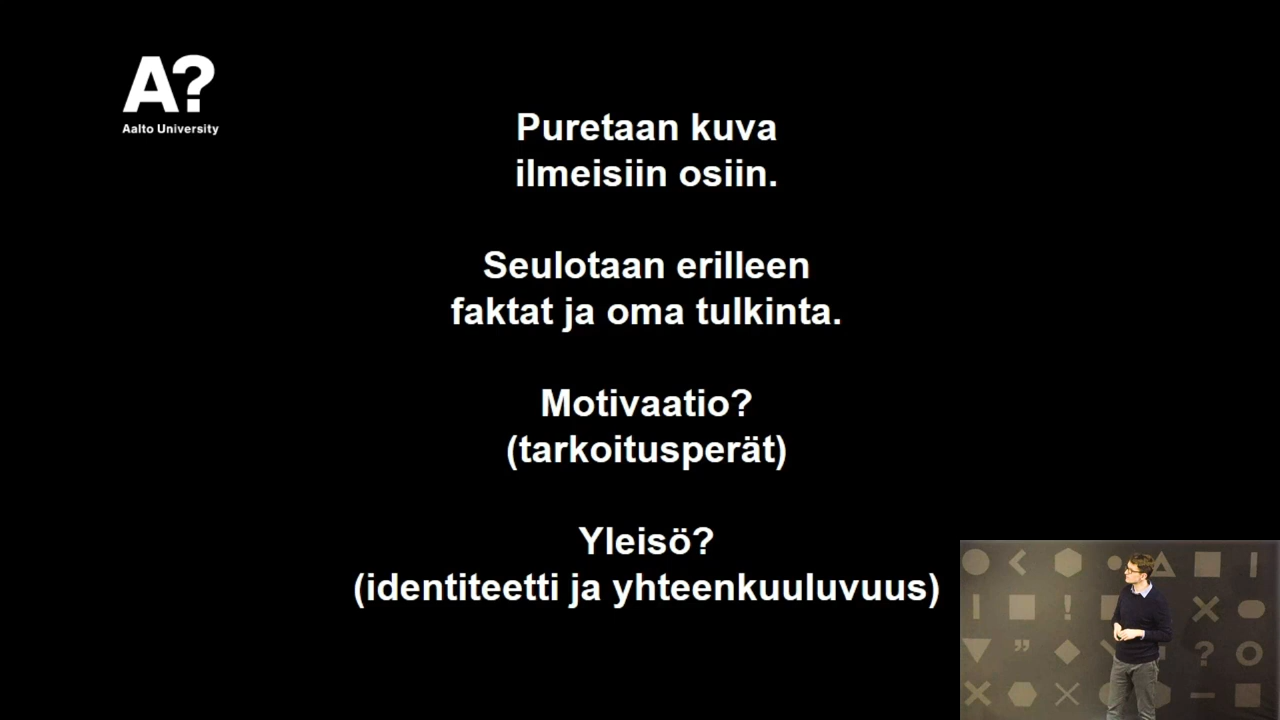 A?
Aalto University
Puretaan kuva
ilmeisiin osiin.
Seulotaan erilleen
faktat ja oma tulkinta.
Motivaatio?
(tarkoitusperät)
Yleisö?
(identiteetti ja yhteenkuuluvuus)